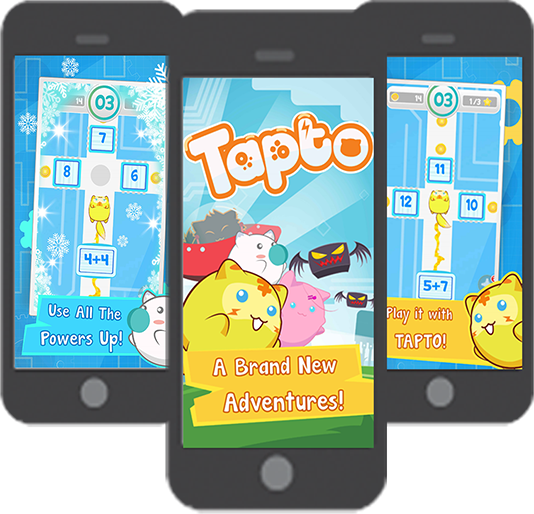 14
03
7
8
6
4+4
Use All The
Powers Up!
Tapto
A Brand New
Adventures!
14
03
1/3
11
12
10
5+7
Play it with
TAPTO!